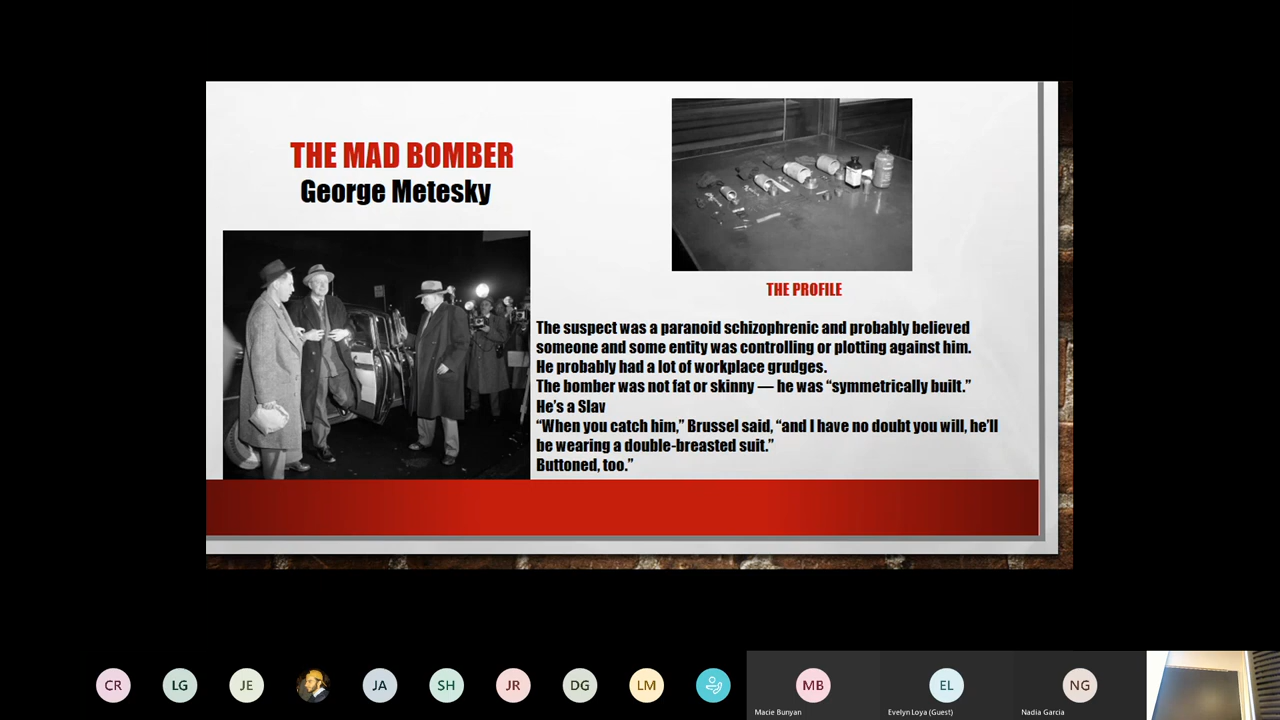 THE MAD BOMBER
George Metesky
THE PROFILE
The suspect was a paranoid schizophrenic and probably believed
someone and some entity was controlling or plotting against him.
He probably had a lot of workplace grudges.
The bomber was not fat or skinny — he was “symmetrically built.”
He’s a Slav
“When you catch him,” Brussel said, “and I have no doubt you will, he’ll
be wearing a double-breasted suit.”
Buttoned, too.”
CR
LG
JE
JA
SH
JR
DG
LM
MB
EL
NG
Macie Bunyan
Evelyn Loya (Guest)
Nadia Garcia